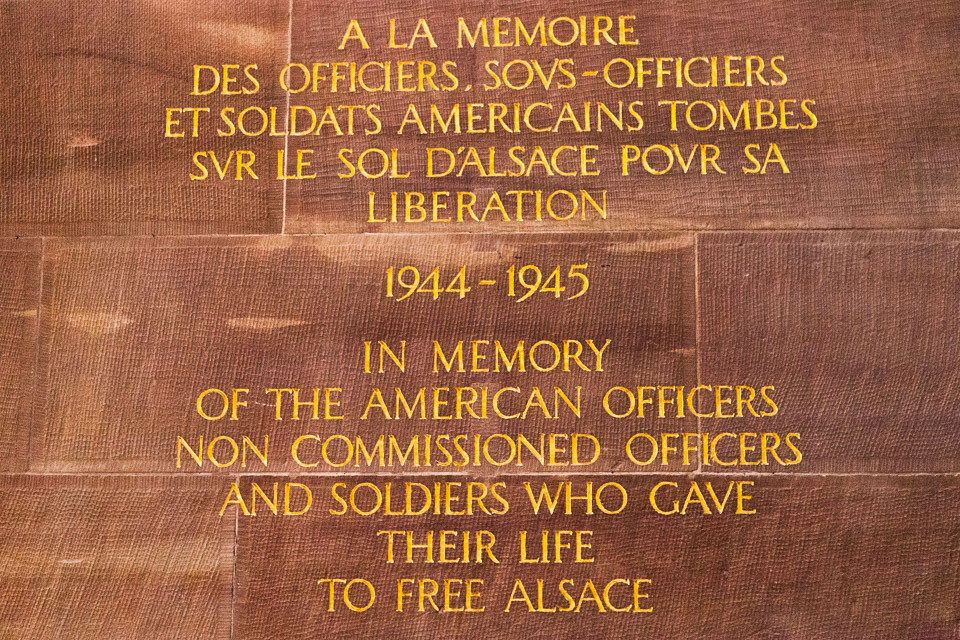 A LA MEMOIRE
DES OFFICIERS, SOVS-OFFICIERS
ET SOLDATS AMERICAINS TOMBES
SVR LE SOL D'ALSACE POVR SA
LIBERATION
1944-1945
IN MEMORY
OF THE AMERICAN OFFICERS
NON COMMISSIONED OFFICERS
AND SOLDIERS WHO GAVE
THEIR LIFE
TO FREE ALSACE